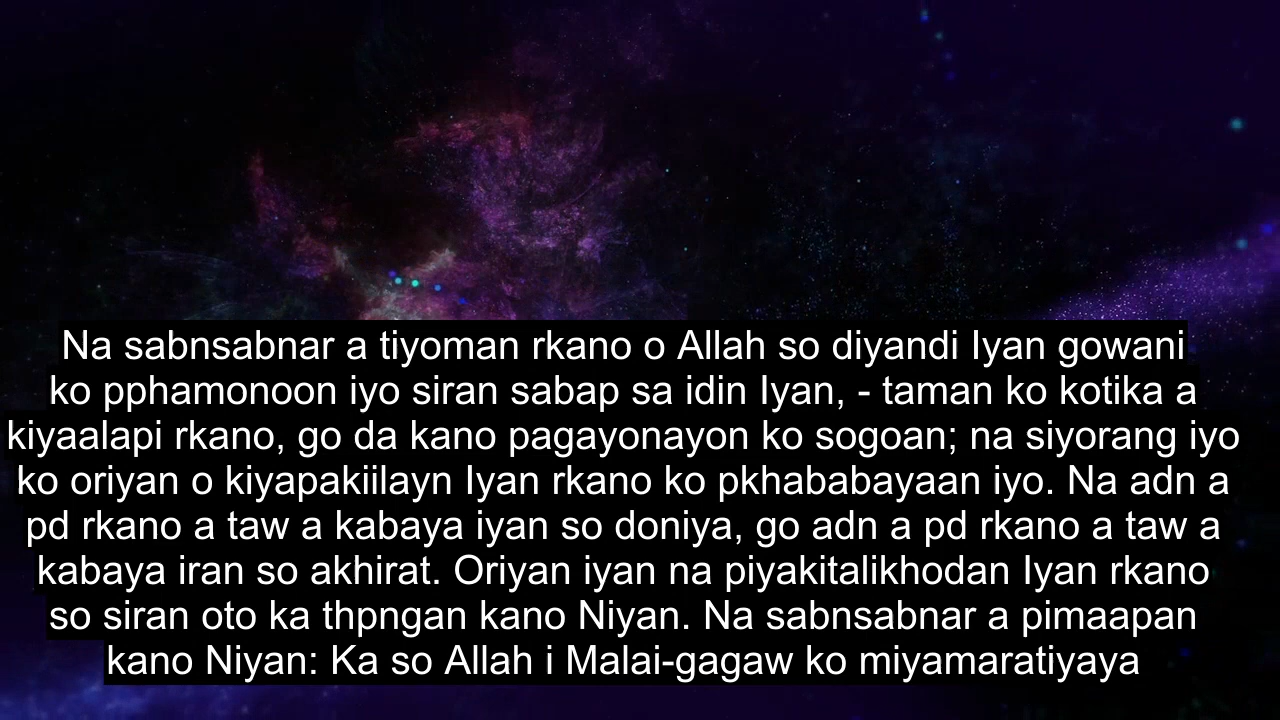 Na sabnsabnar a tiyoman rkano o Allah so diyandi Iyan gowani
ko pphamonoon iyo siran sabap sa idin Iyan, - taman ko kotika a
kiyaalapi rkano, go da kano pagayonayon ko sogoan; na siyorang iyo
ko oriyan o kiyapakiilayn Iyan rkano ko pkhababayaan iyo. Na adn a
pd rkano a taw a kabaya iyan so doniya, go adn a pd rkano a taw a
kabaya iran so akhirat. Oriyan iyan na piyakitalikhodan Iyan rkano
so siran oto ka thpngan kano Niyan. Na sabnsabnar a pimaapan
kano Niyan: Ka so Allah i Malai-gagaw ko miyamaratiyaya